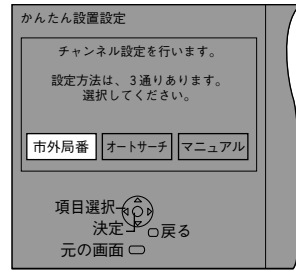 かんたん設置設定
チャンネル設定を行います。
設定方法は、3通りあります。
選択してください。
市外局番 オートサーチ マニュアル
項目選択
決定 戻る
元の画面